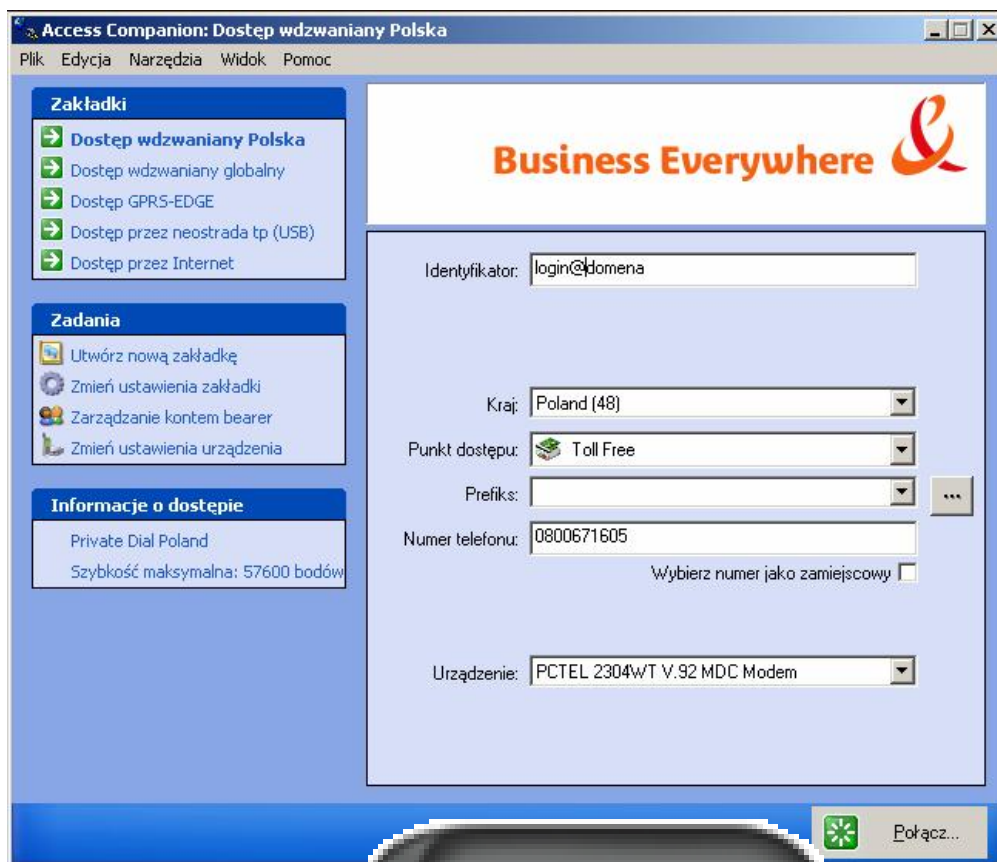 Access Companion: Dostęp wdzwaniany Polska
Plik Edycja Narzędzia Widok Pomoc
Zakładki
Dostęp wdzwaniany Polska
Dostęp wdzwaniany globalny
Dostęp GPRS-EDGE
Dostęp przez neostrada tp (USB)
Dostęp przez Internet
Zadania
Utwórz nową zakładkę
Zmień ustawienia zakładki
Zarządzanie kontem bearer
Zmień ustawienia urządzenia
Informacje o dostępie
Private Dial Poland
Szybkość maksymalna: 57600 bodów
Business Everywhere &
Identyfikator: login@domena
Kraj: Poland (48)
Punkt dostępu: Toll Free
Prefiks: ...
Numer telefonu: 0800671605
Wybierz numer jako zamiejscowy
Urządzenie: PCTEL 2304WT V.92 MDC Modem
Połącz...